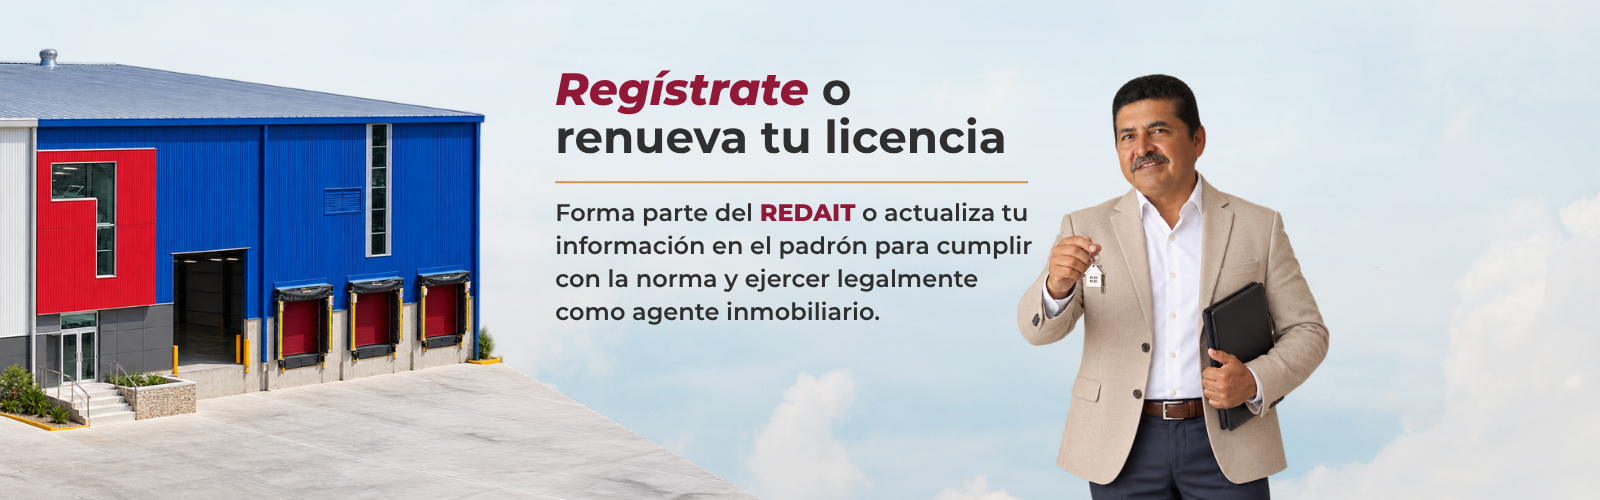 Regístrate o
renueva tu licencia
Forma parte del REDAIT o actualiza tu
información en el padrón para cumplir
con la norma y ejercer legalmente
como agente inmobiliario.